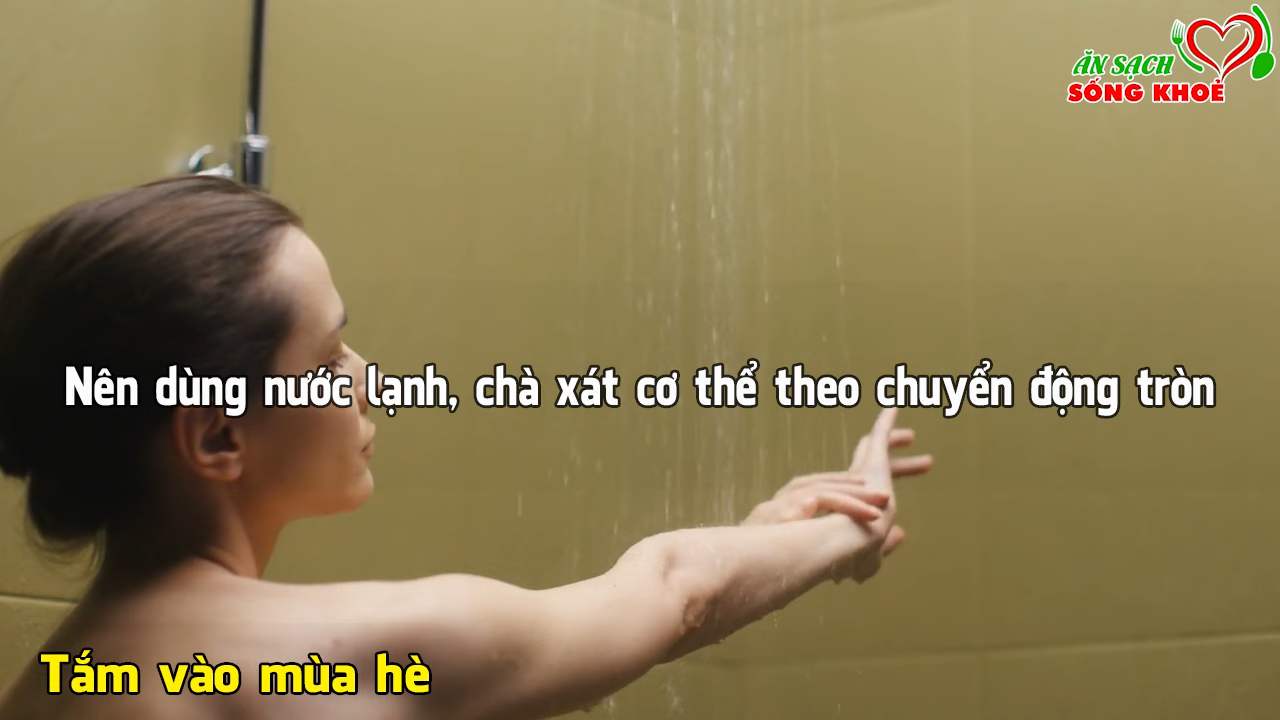 ĂN SẠCH
SỐNG KHOẺ
Nên dùng nước lạnh, chà xát cơ thể theo chuyển động tròn
Tắm vào mùa hè